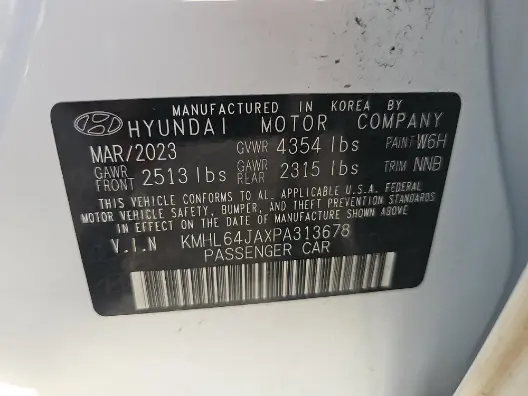 MANUFACTURED IN KOREA BY
HYUNDAI MOTOR COMPANY
MAR/2023 GVWR 4354 lbs PAINT W6H
GAWR FRONT 2513 lbs GAWR REAR 2315 lbs TRIM NNB
THIS VEHICLE CONFORMS TO ALL APPLICABLE U.S.A. FEDERAL
MOTOR VEHICLE SAFETY, BUMPER, AND THEFT PREVENTION
STANDARDS IN EFFECT ON THE DATE OF MANUFACTURE SHOWN ABOVE
V.I.N KMHL64JAXPA313678
PASSENGER CAR